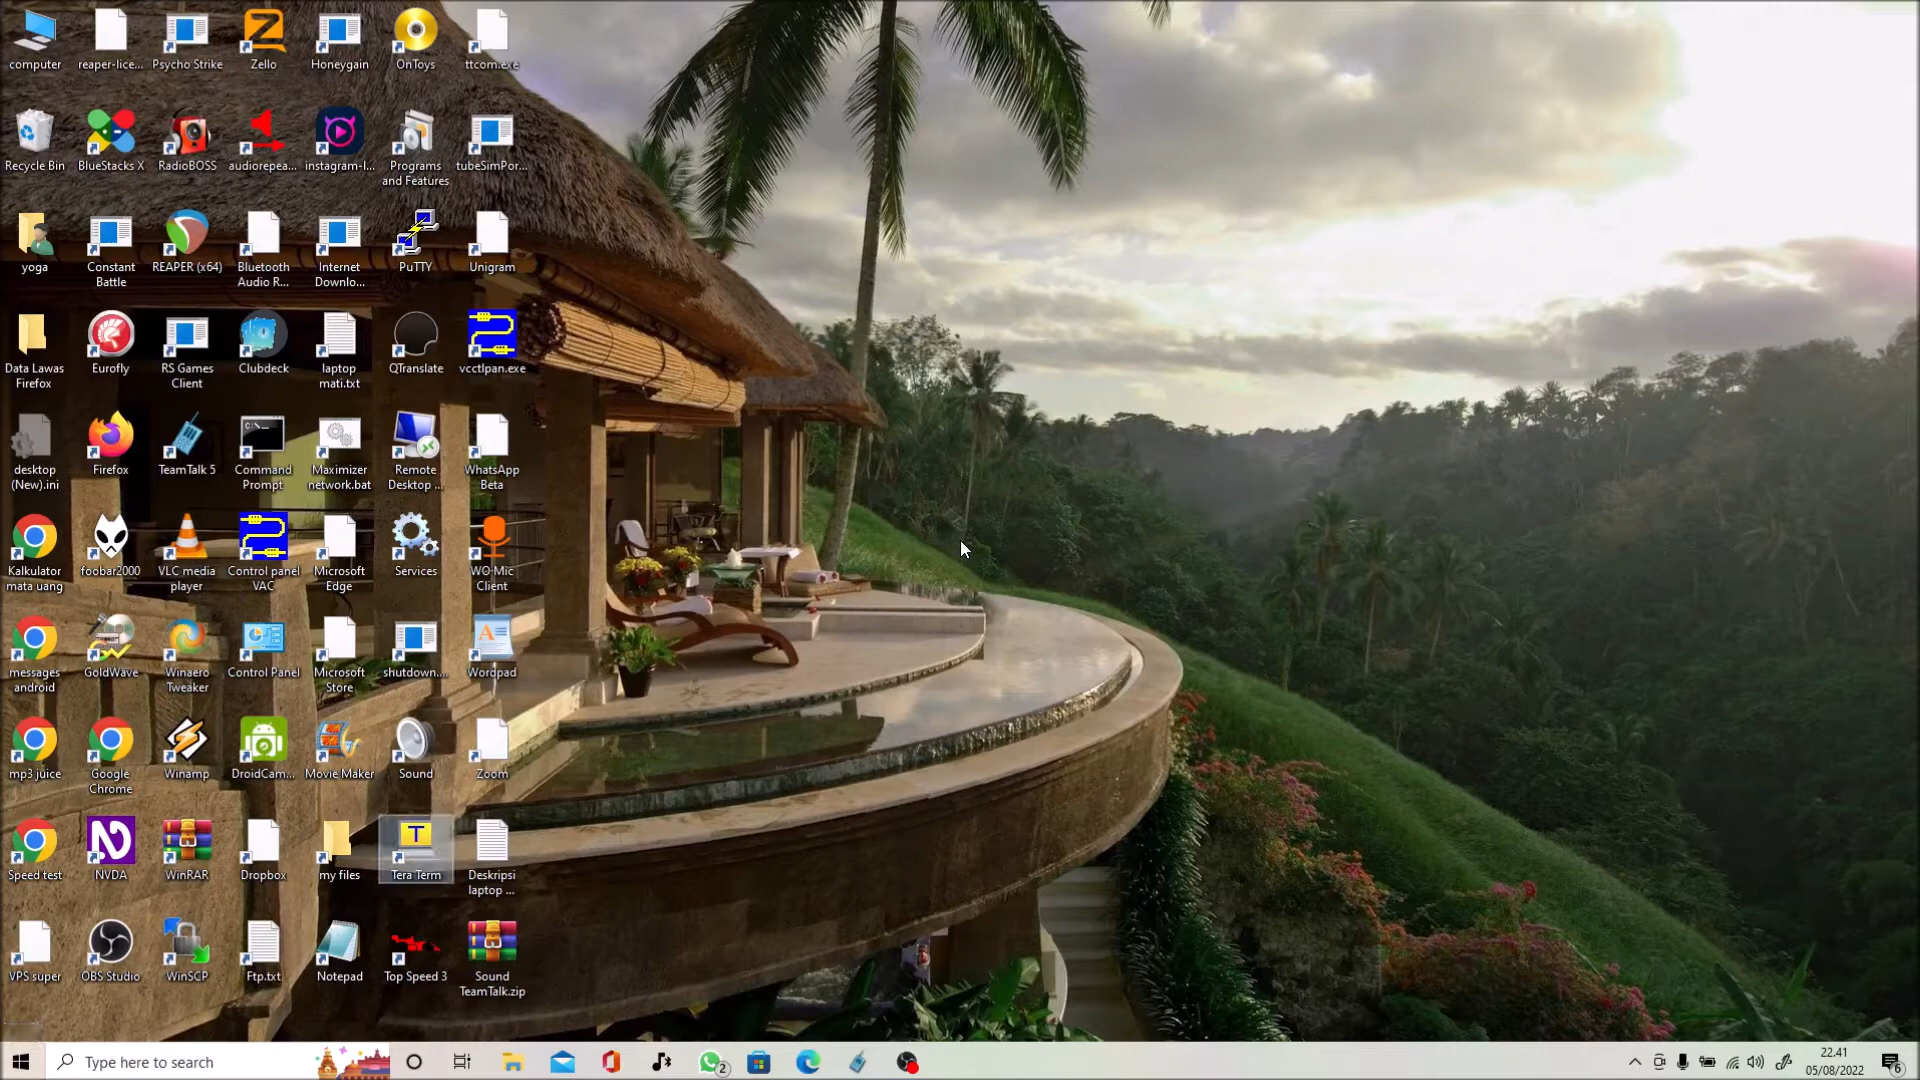 computer
reaper-lice...
Psycho Strike
Zello
Honeygain
OnToys
ttcom.exe
Recycle Bin
BlueStacks X
RadioBOSS
audiorepea...
instagram-l...
Programs
and Features
tubeSimPor...
yoga
Constant
Battle
REAPER (x64)
Bluetooth
Audio R...
Internet
Downlo...
PuTTY
Unigram
Data Lawas
Firefox
Eurofly
RS Games
Client
Clubdeck
laptop
mati.txt
QTranslate
vcctlpan.exe
desktop
(New).ini
Firefox
TeamTalk 5
Command
Prompt
Maximizer
network.bat
Remote
Desktop ...
WhatsApp
Beta
Kalkulator
mata uang
foobar2000
VLC media
player
Control panel
VAC
Microsoft
Edge
Services
WO Mic
Client
messages
android
GoldWave
Winaero
Tweaker
Control Panel
Microsoft
Store
shutdown...
Wordpad
mp3 juice
Google
Chrome
Winamp
DroidCam...
Movie Maker
Sound
Zoom
Speed test
NVDA
WinRAR
Dropbox
my files
Tera Term
Deskripsi
laptop ...
VPS super
OBS Studio
WinSCP
Ftp.txt
Notepad
Top Speed 3
Sound
TeamTalk.zip
Type here to search
2
22.41
05/08/2022
6